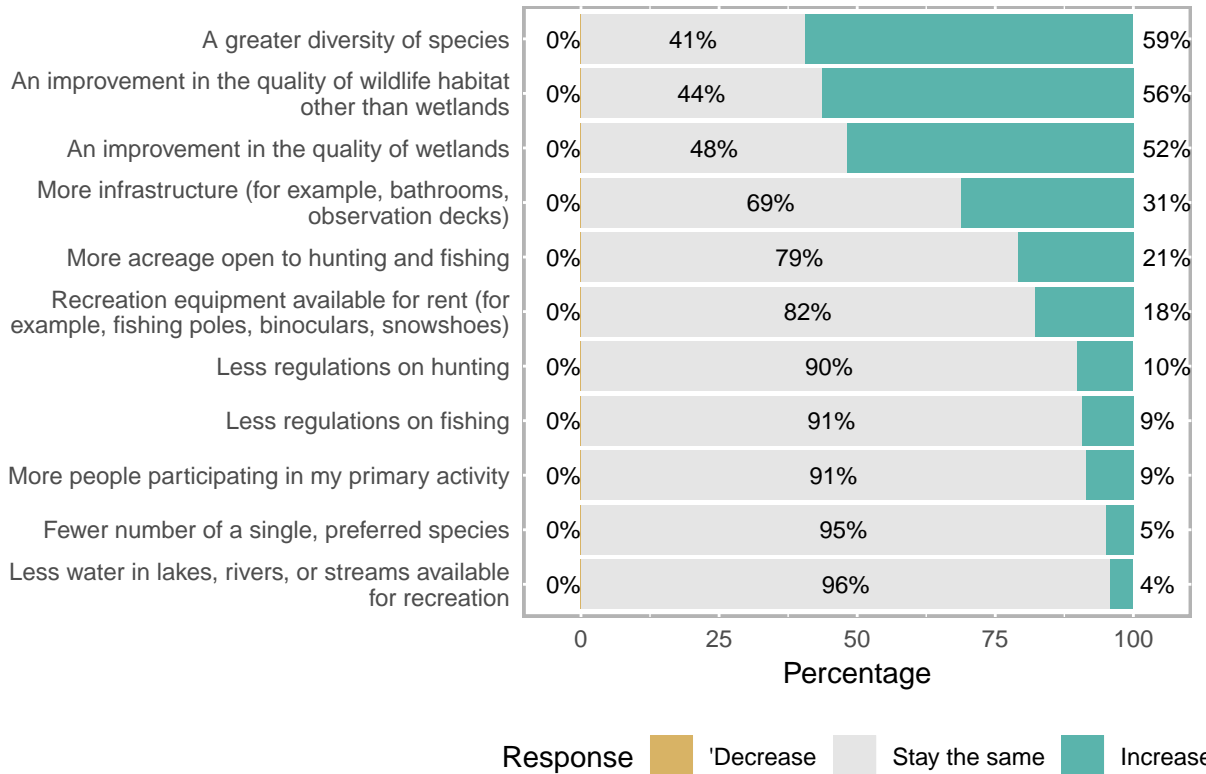 A greater diversity of species 0% 41% 59%
An improvement in the quality of wildlife habitat
other than wetlands 0% 44% 56%
An improvement in the quality of wetlands 0% 48% 52%
More infrastructure (for example, bathrooms,
observation decks) 0% 69% 31%
More acreage open to hunting and fishing 0% 79% 21%
Recreation equipment available for rent (for
example, fishing poles, binoculars, snowshoes) 0% 82% 18%
Less regulations on hunting 0% 90% 10%
Less regulations on fishing 0% 91% 9%
More people participating in my primary activity 0% 91% 9%
Fewer number of a single, preferred species 0% 95% 5%
Less water in lakes, rivers, or streams available
for recreation 0% 96% 4%
0 25 50 75 100
Percentage
Response 'Decrease Stay the same Increase